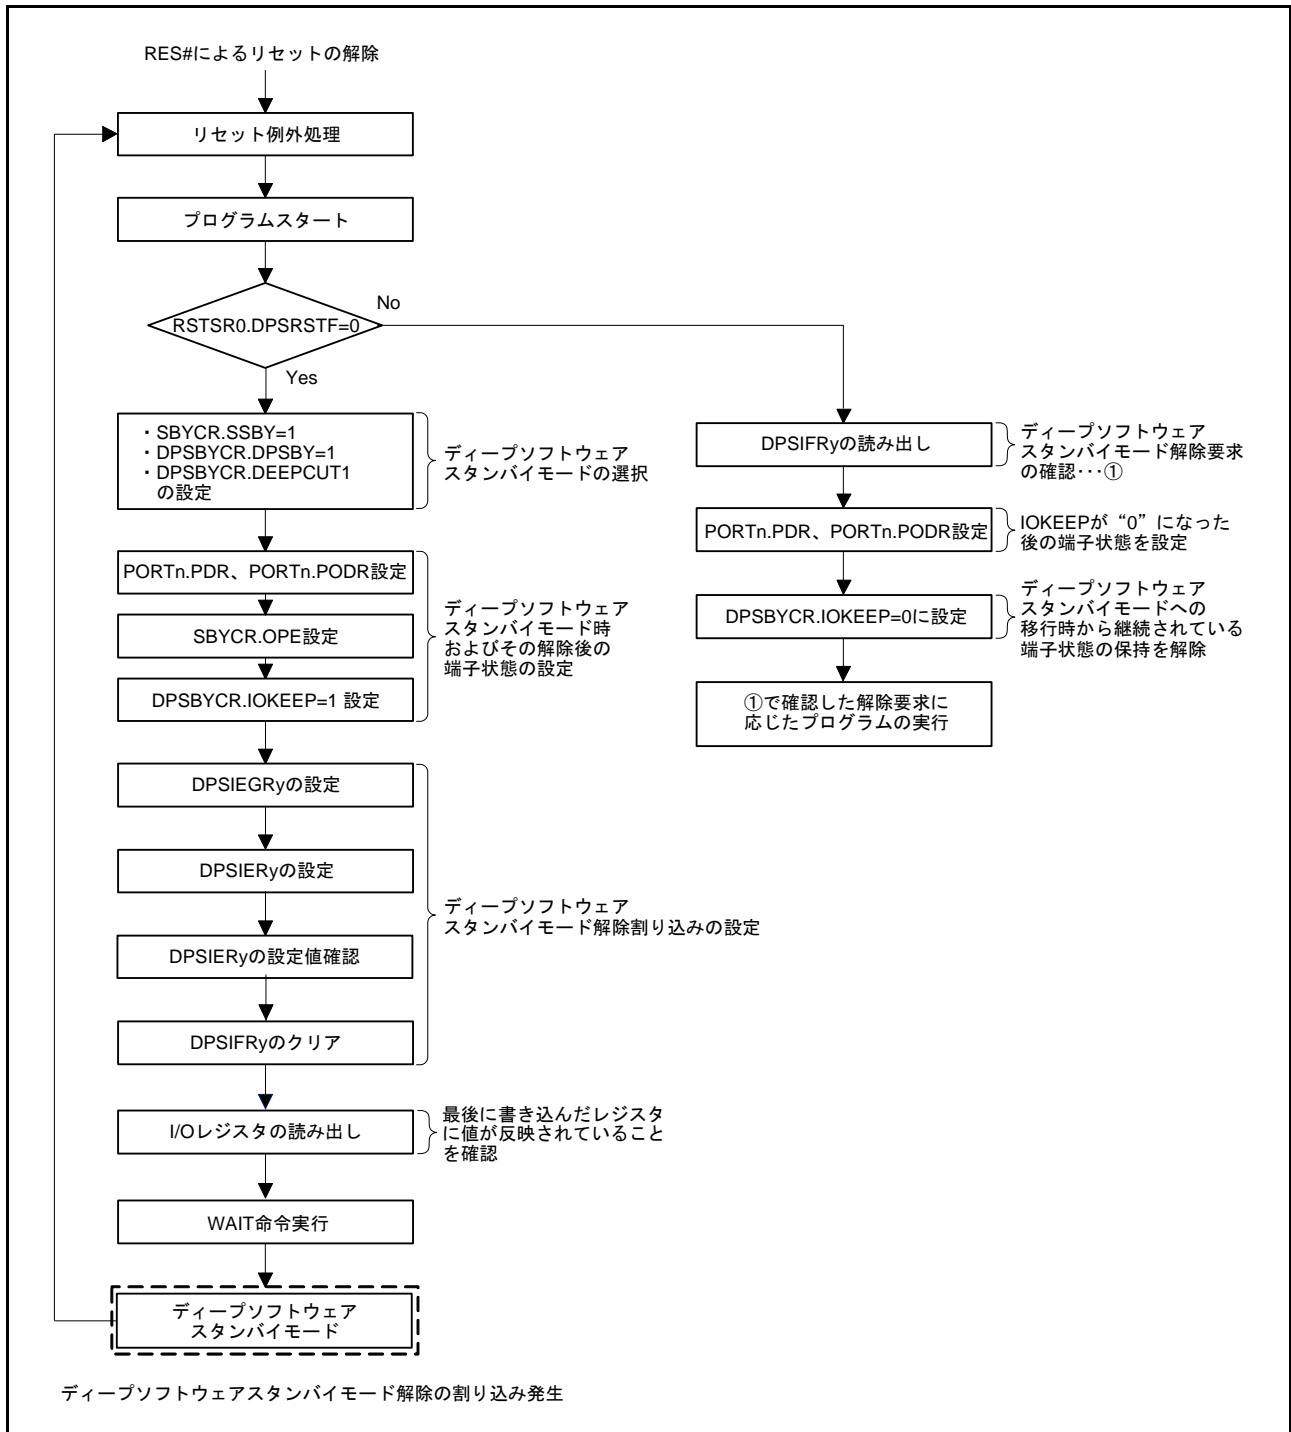 RES#によるリセットの解除
リセット例外処理
プログラムスタート
RSTSR0.DPSRSTF=0
No
Yes
・SBYCR.SSBY=1
・DPSBYCR.DPSBY=1
・DPSBYCR.DEEPCUT1
の設定
ディープソフトウェア
スタンバイモードの選択
PORTn.PDR、PORTn.PODR設定
SBYCR.OPE設定
DPSBYCR.IOKEEP=1 設定
ディープソフトウェア
スタンバイモード時
およびその解除後の
端子状態の設定
DPSIEGRyの設定
DPSIERyの設定
DPSIERyの設定値確認
DPSIFRyのクリア
ディープソフトウェア
スタンバイモード解除割り込みの設定
I/Oレジスタの読み出し
最後に書き込んだレジスタ
に値が反映されていること
を確認
WAIT命令実行
ディープソフトウェア
スタンバイモード
ディープソフトウェアスタンバイモード解除の割り込み発生
DPSIFRyの読み出し
ディープソフトウェア
スタンバイモード解除要求
の確認･･･①
PORTn.PDR、PORTn.PODR設定
IOKEEPが“0”になった
後の端子状態を設定
DPSBYCR.IOKEEP=0に設定
ディープソフトウェア
スタンバイモードへの
移行時から継続されている
端子状態の保持を解除
①で確認した解除要求に
応じたプログラムの実行